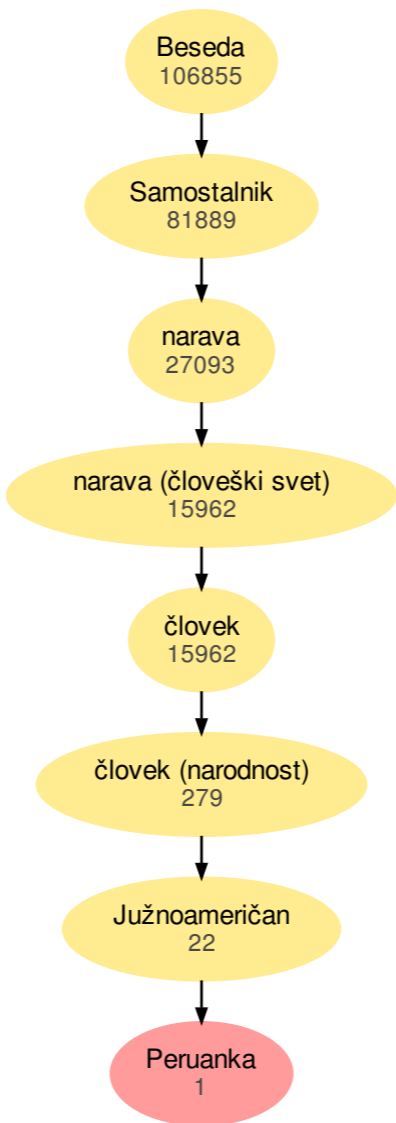 Beseda
106855
Samostalnik
81889
narava
27093
narava (človeški svet)
15962
človek
15962
človek (narodnost)
279
Južnoameričan
22
Peruanka
1